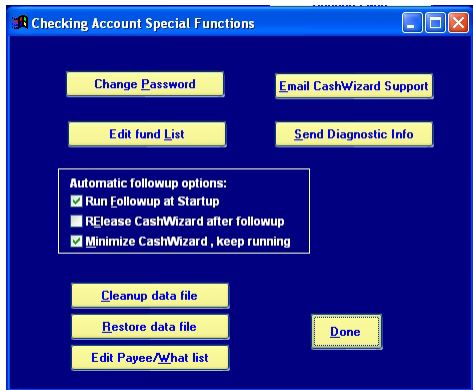 Checking Account Special Functions
Change Password
Email CashWizard Support
Edit fund List
Send Diagnostic Info
Automatic followup options:
Run Followup at Startup
RElease CashWizard after followup
Minimize CashWizard , keep running
Cleanup data file
Restore data file
Done
Edit Payee/What list